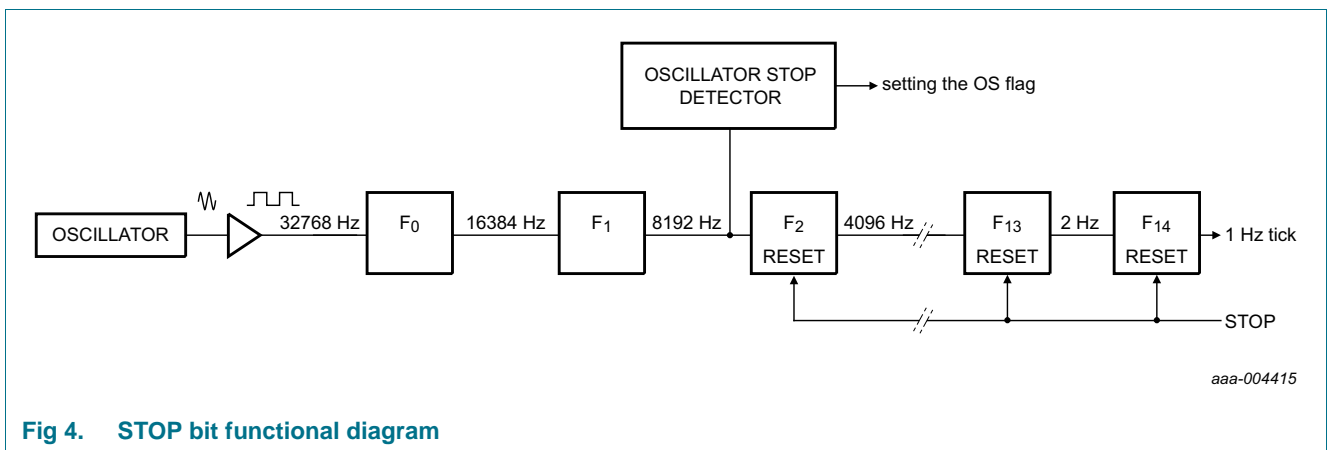 OSCILLATOR STOP
DETECTOR
setting the OS flag
OSCILLATOR
32768 Hz
F0
16384 Hz
F1
8192 Hz
F2
RESET
4096 Hz
F13
RESET
2 Hz
F14
RESET
1 Hz tick
STOP
aaa-004415
Fig 4. STOP bit functional diagram